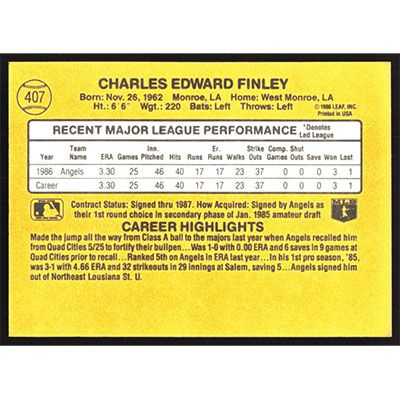 407
CHARLES EDWARD FINLEY
Born: Nov. 26, 1962 Monroe, LA Home: West Monroe, LA
Ht.: 6'6" Wgt.: 220 Bats: Left Throws: Left
©1986 LEAF, INC.
Printed in USA
RECENT MAJOR LEAGUE PERFORMANCE *Denotes Led League
Year Team Name ERA Games Inn. Pitched Hits Runs Er. Runs Walks Strike Outs Comp. Games Shut Outs Save Won Lost
1986 Angels 3.30 25 46 40 17 17 23 37 0 0 0 3 1
Career 3.30 25 46 40 17 17 23 37 0 0 0 3 1
Contract Status: Signed thru 1987. How Acquired: Signed by Angels as
their 1st round choice in secondary phase of Jan. 1985 amateur draft
CAREER HIGHLIGHTS
Made the jump all the way from Class A ball to the majors last year when Angels recalled him
from Quad Cities 5/25 to fortify their bullpen... Was 1-0 with 0.00 ERA and 6 saves in 9 games at
Quad Cities prior to recall... Ranked 5th on Angels in ERA last year... In his 1st pro season, '85,
was 3-1 with 4.66 ERA and 32 strikeouts in 29 innings at Salem, saving 5... Angels signed him
out of Northeast Louisiana St. U.